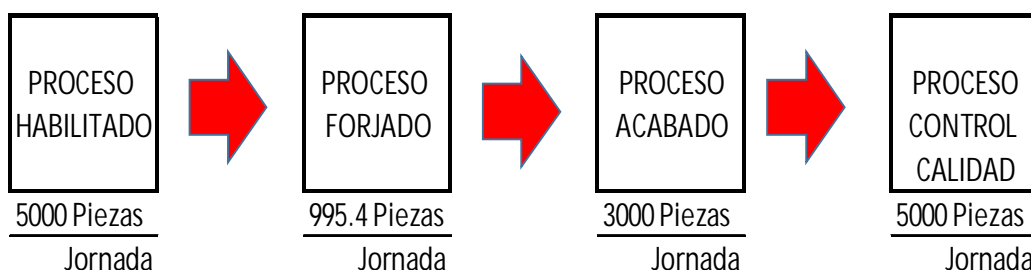 PROCESO
HABILITADO
5000 Piezas
Jornada
PROCESO
FORJADO
995.4 Piezas
Jornada
PROCESO
ACABADO
3000 Piezas
Jornada
PROCESO
CONTROL
CALIDAD
5000 Piezas
Jornada